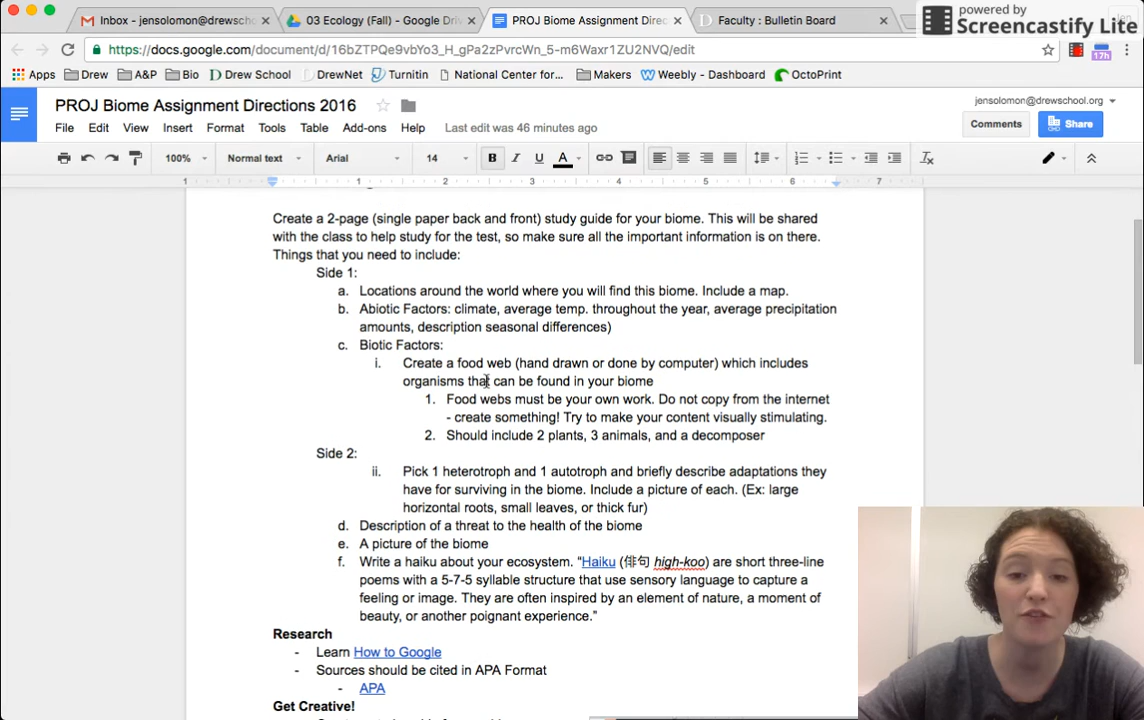 powered by
Screencastify Lite
Inbox - jensolomon@drewscho
03 Ecology (Fall) - Google Driv
PROJ Biome Assignment Direc
Faculty : Bulletin Board
https://docs.google.com/document/d/16bZTPQe9vbYo3_H_gPa2zPvrcWn_5-m6Waxr1ZU2NVQ/edit
17h
Apps Drew A&P Bio Drew School DrewNet Turnitin National Center for... Makers Weebly - Dashboard OctoPrint
PROJ Biome Assignment Directions 2016
jensolomon@drewschool.org
File Edit View Insert Format Tools Table Add-ons Help Last edit was 46 minutes ago
Comments Share
100% Normal text Arial 14 B I U A
1 1 2 3 4 5 6 7
Create a 2-page (single paper back and front) study guide for your biome. This will be shared
with the class to help study for the test, so make sure all the important information is on there.
Things that you need to include:
Side 1:
a. Locations around the world where you will find this biome. Include a map.
b. Abiotic Factors: climate, average temp. throughout the year, average precipitation
amounts, description seasonal differences)
c. Biotic Factors:
i. Create a food web (hand drawn or done by computer) which includes
organisms that can be found in your biome
1. Food webs must be your own work. Do not copy from the internet
- create something! Try to make your content visually stimulating.
2. Should include 2 plants, 3 animals, and a decomposer
Side 2:
ii. Pick 1 heterotroph and 1 autotroph and briefly describe adaptations they
have for surviving in the biome. Include a picture of each. (Ex: large
horizontal roots, small leaves, or thick fur)
d. Description of a threat to the health of the biome
e. A picture of the biome
f. Write a haiku about your ecosystem. “Haiku (俳句 high-koo) are short three-line
poems with a 5-7-5 syllable structure that use sensory language to capture a
feeling or image. They are often inspired by an element of nature, a moment of
beauty, or another poignant experience.”
Research
- Learn How to Google
- Sources should be cited in APA Format
- APA
Get Creative!